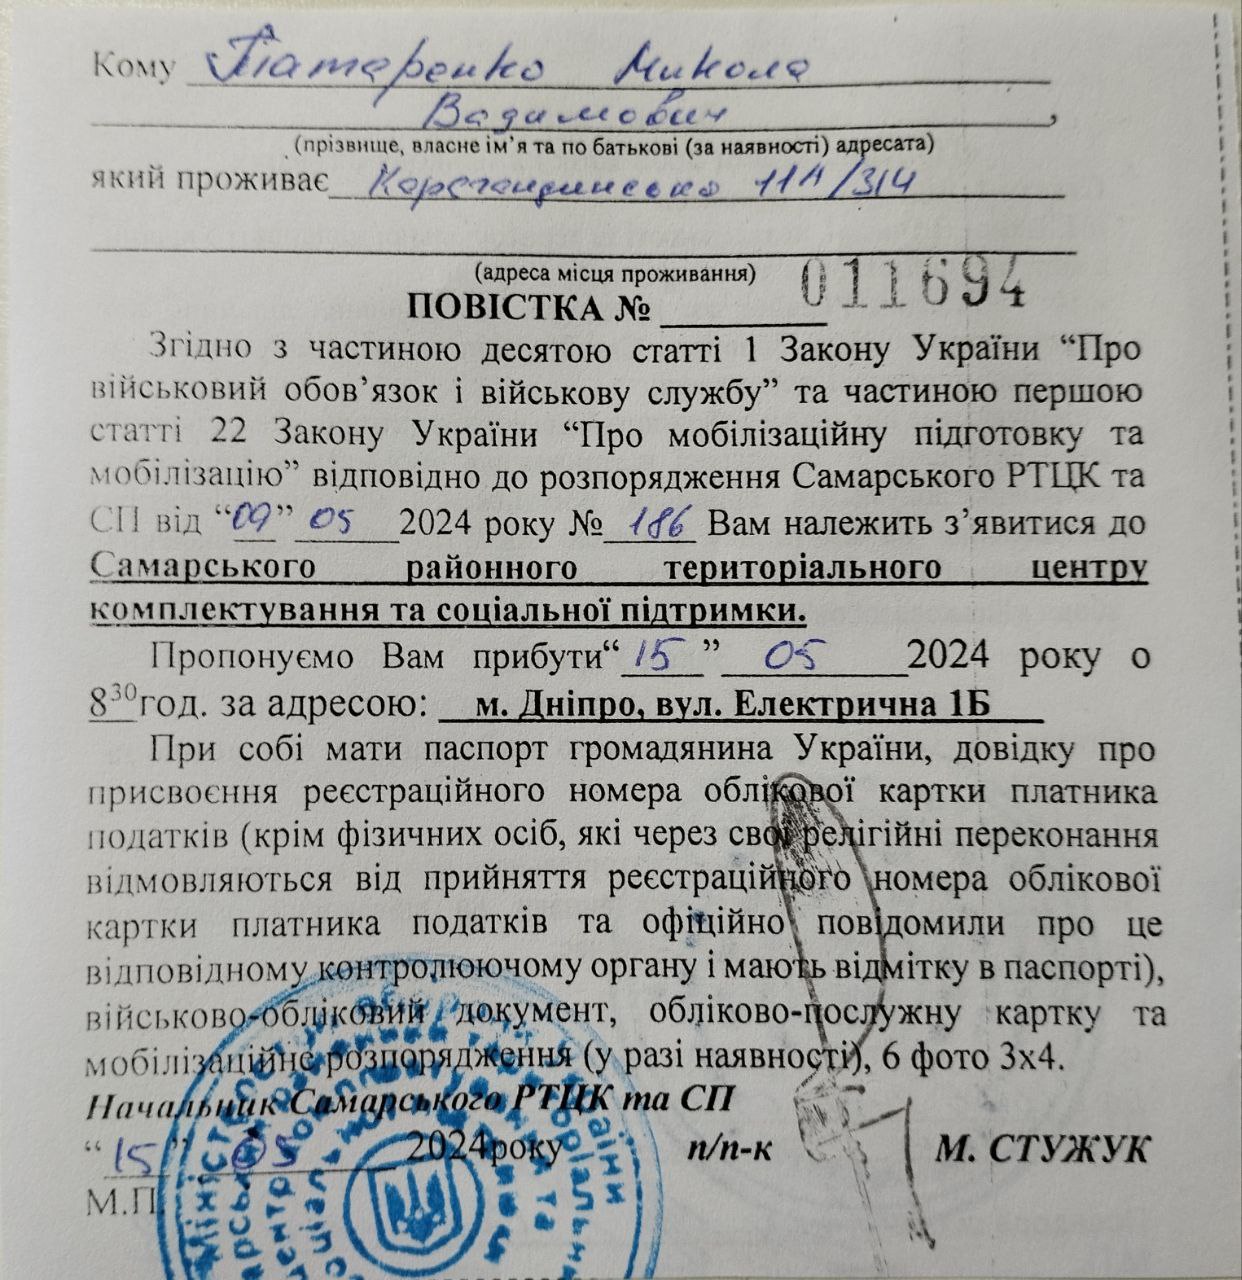 Кому Татаренко Микола
Вадимович,
(прізвище, власне ім’я та по батькові (за наявності) адресата)
який проживає 11А/314
(адреса місця проживання)
ПОВІСТКА № 011694
Згідно з частиною десятою статті 1 Закону України “Про
військовий обов’язок і військову службу” та частиною першою
статті 22 Закону України “Про мобілізаційну підготовку та
мобілізацію” відповідно до розпорядження Самарського РТЦК та
СП від “09” 05 2024 року № 186 Вам належить з’явитися до
Самарського районного територіального центру
комплектування та соціальної підтримки.
Пропонуємо Вам прибути “15” 05 2024 року о
8³⁰год. за адресою: м. Дніпро, вул. Електрична 1Б
При собі мати паспорт громадянина України, довідку про
присвоєння реєстраційного номера облікової картки платника
податків (крім фізичних осіб, які через свої релігійні переконання
відмовляються від прийняття реєстраційного номера облікової
картки платника податків та офіційно повідомили про це
відповідному контролюючому органу і мають відмітку в паспорті),
військово-обліковий документ, обліково-послужну картку та
мобілізаційне розпорядження (у разі наявності), 6 фото 3х4.
Начальник Самарського РТЦК та СП
“15” 05 2024року п/п-к М. СТУЖУК
М.П.